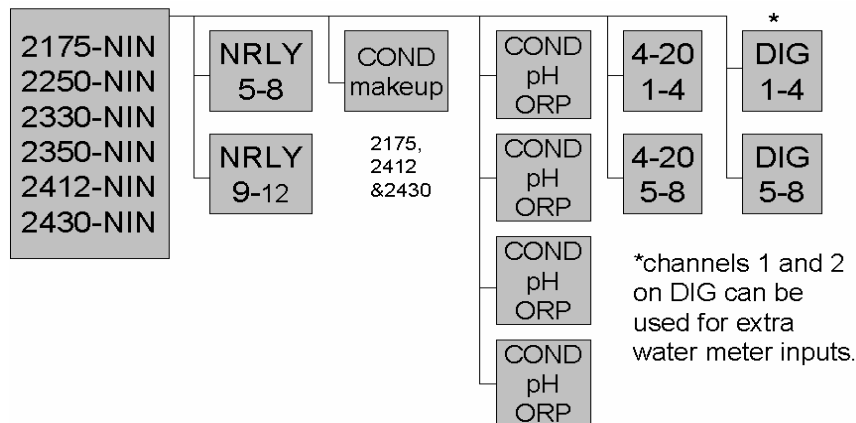 2175-NIN
2250-NIN
2330-NIN
2350-NIN
2412-NIN
2430-NIN
NRLY
5-8
NRLY
9-12
COND
makeup
2175,
2412
&2430
COND
pH
ORP
COND
pH
ORP
COND
pH
ORP
COND
pH
ORP
4-20
1-4
4-20
5-8
*
DIG
1-4
DIG
5-8
*channels 1 and 2
on DIG can be
used for extra
water meter inputs.